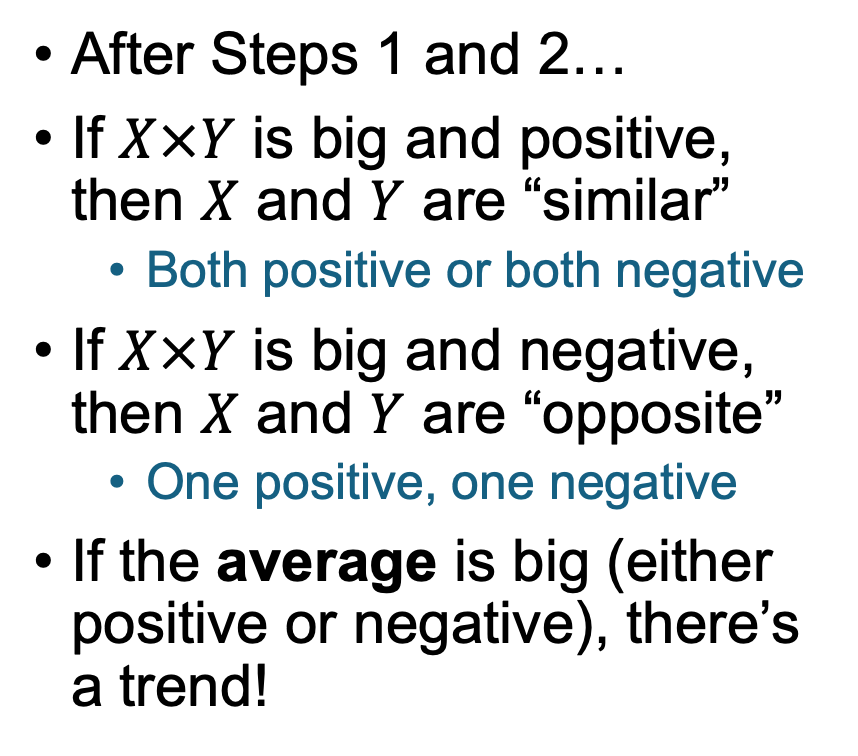 • After Steps 1 and 2…
• If X×Y is big and positive,
then X and Y are “similar”
• Both positive or both negative
• If X×Y is big and negative,
then X and Y are “opposite”
• One positive, one negative
• If the average is big (either
positive or negative), there’s
a trend!